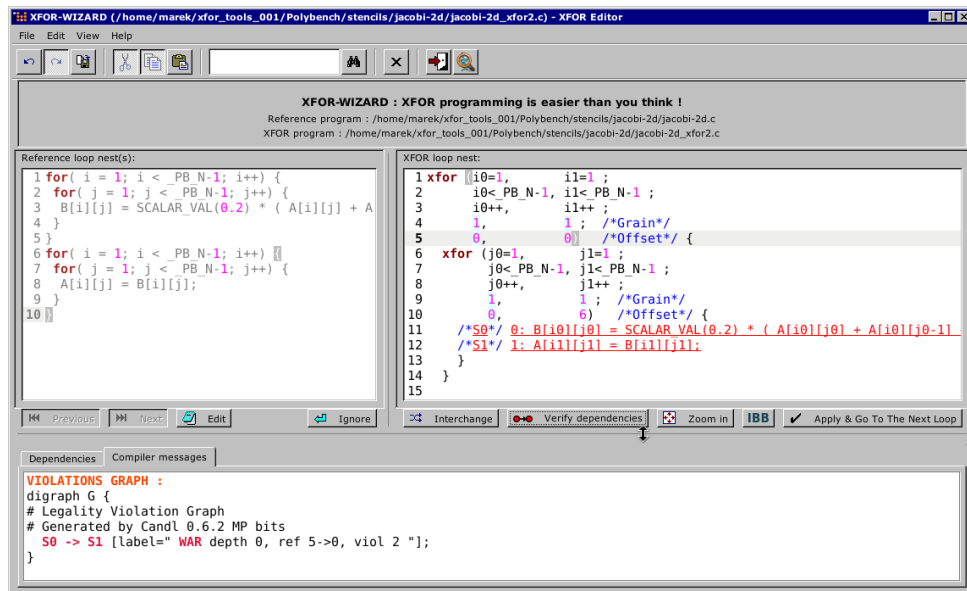 XFOR-WIZARD (/home/marek/xfor_tools_001/Polybench/stencils/jacobi-2d/jacobi-2d_xfor2.c) - XFOR Editor
File Edit View Help
XFOR-WIZARD : XFOR programming is easier than you think !
Reference program : /home/marek/xfor_tools_001/Polybench/stencils/jacobi-2d/jacobi-2d.c
XFOR program : /home/marek/xfor_tools_001/Polybench/stencils/jacobi-2d/jacobi-2d_xfor2.c
Reference loop nest(s):
1 for( i = 1; i < _PB_N-1; i++) {
2 for( j = 1; j < _PB_N-1; j++) {
3 B[i][j] = SCALAR_VAL(0.2) * ( A[i][j] + A
4 }
5 }
6 for( i = 1; i < _PB_N-1; i++) {
7 for( j = 1; j < _PB_N-1; j++) {
8 A[i][j] = B[i][j];
9 }
10 }
XFOR loop nest:
1 xfor (i0=1, i1=1 ;
2 i0<_PB_N-1, i1<_PB_N-1 ;
3 i0++, i1++ ;
4 1, 1 ; /*Grain*/
5 0, 0) /*Offset*/ {
6 xfor (j0=1, j1=1 ;
7 j0<_PB_N-1, j1<_PB_N-1 ;
8 j0++, j1++ ;
9 1, 1 ; /*Grain*/
10 0, 6) /*Offset*/ {
11 /*S0*/ 0: B[i0][j0] = SCALAR_VAL(0.2) * ( A[i0][j0] + A[i0][j0-1]
12 /*S1*/ 1: A[i1][j1] = B[i1][j1];
13 }
14 }
15
Previous Next Edit Ignore
Interchange Verify dependencies Zoom in IBB Apply & Go To The Next Loop
Dependencies Compiler messages
VIOLATIONS GRAPH :
digraph G {
# Legality Violation Graph
# Generated by Candl 0.6.2 MP bits
S0 -> S1 [label=" WAR depth 0, ref 5->0, viol 2 "];
}